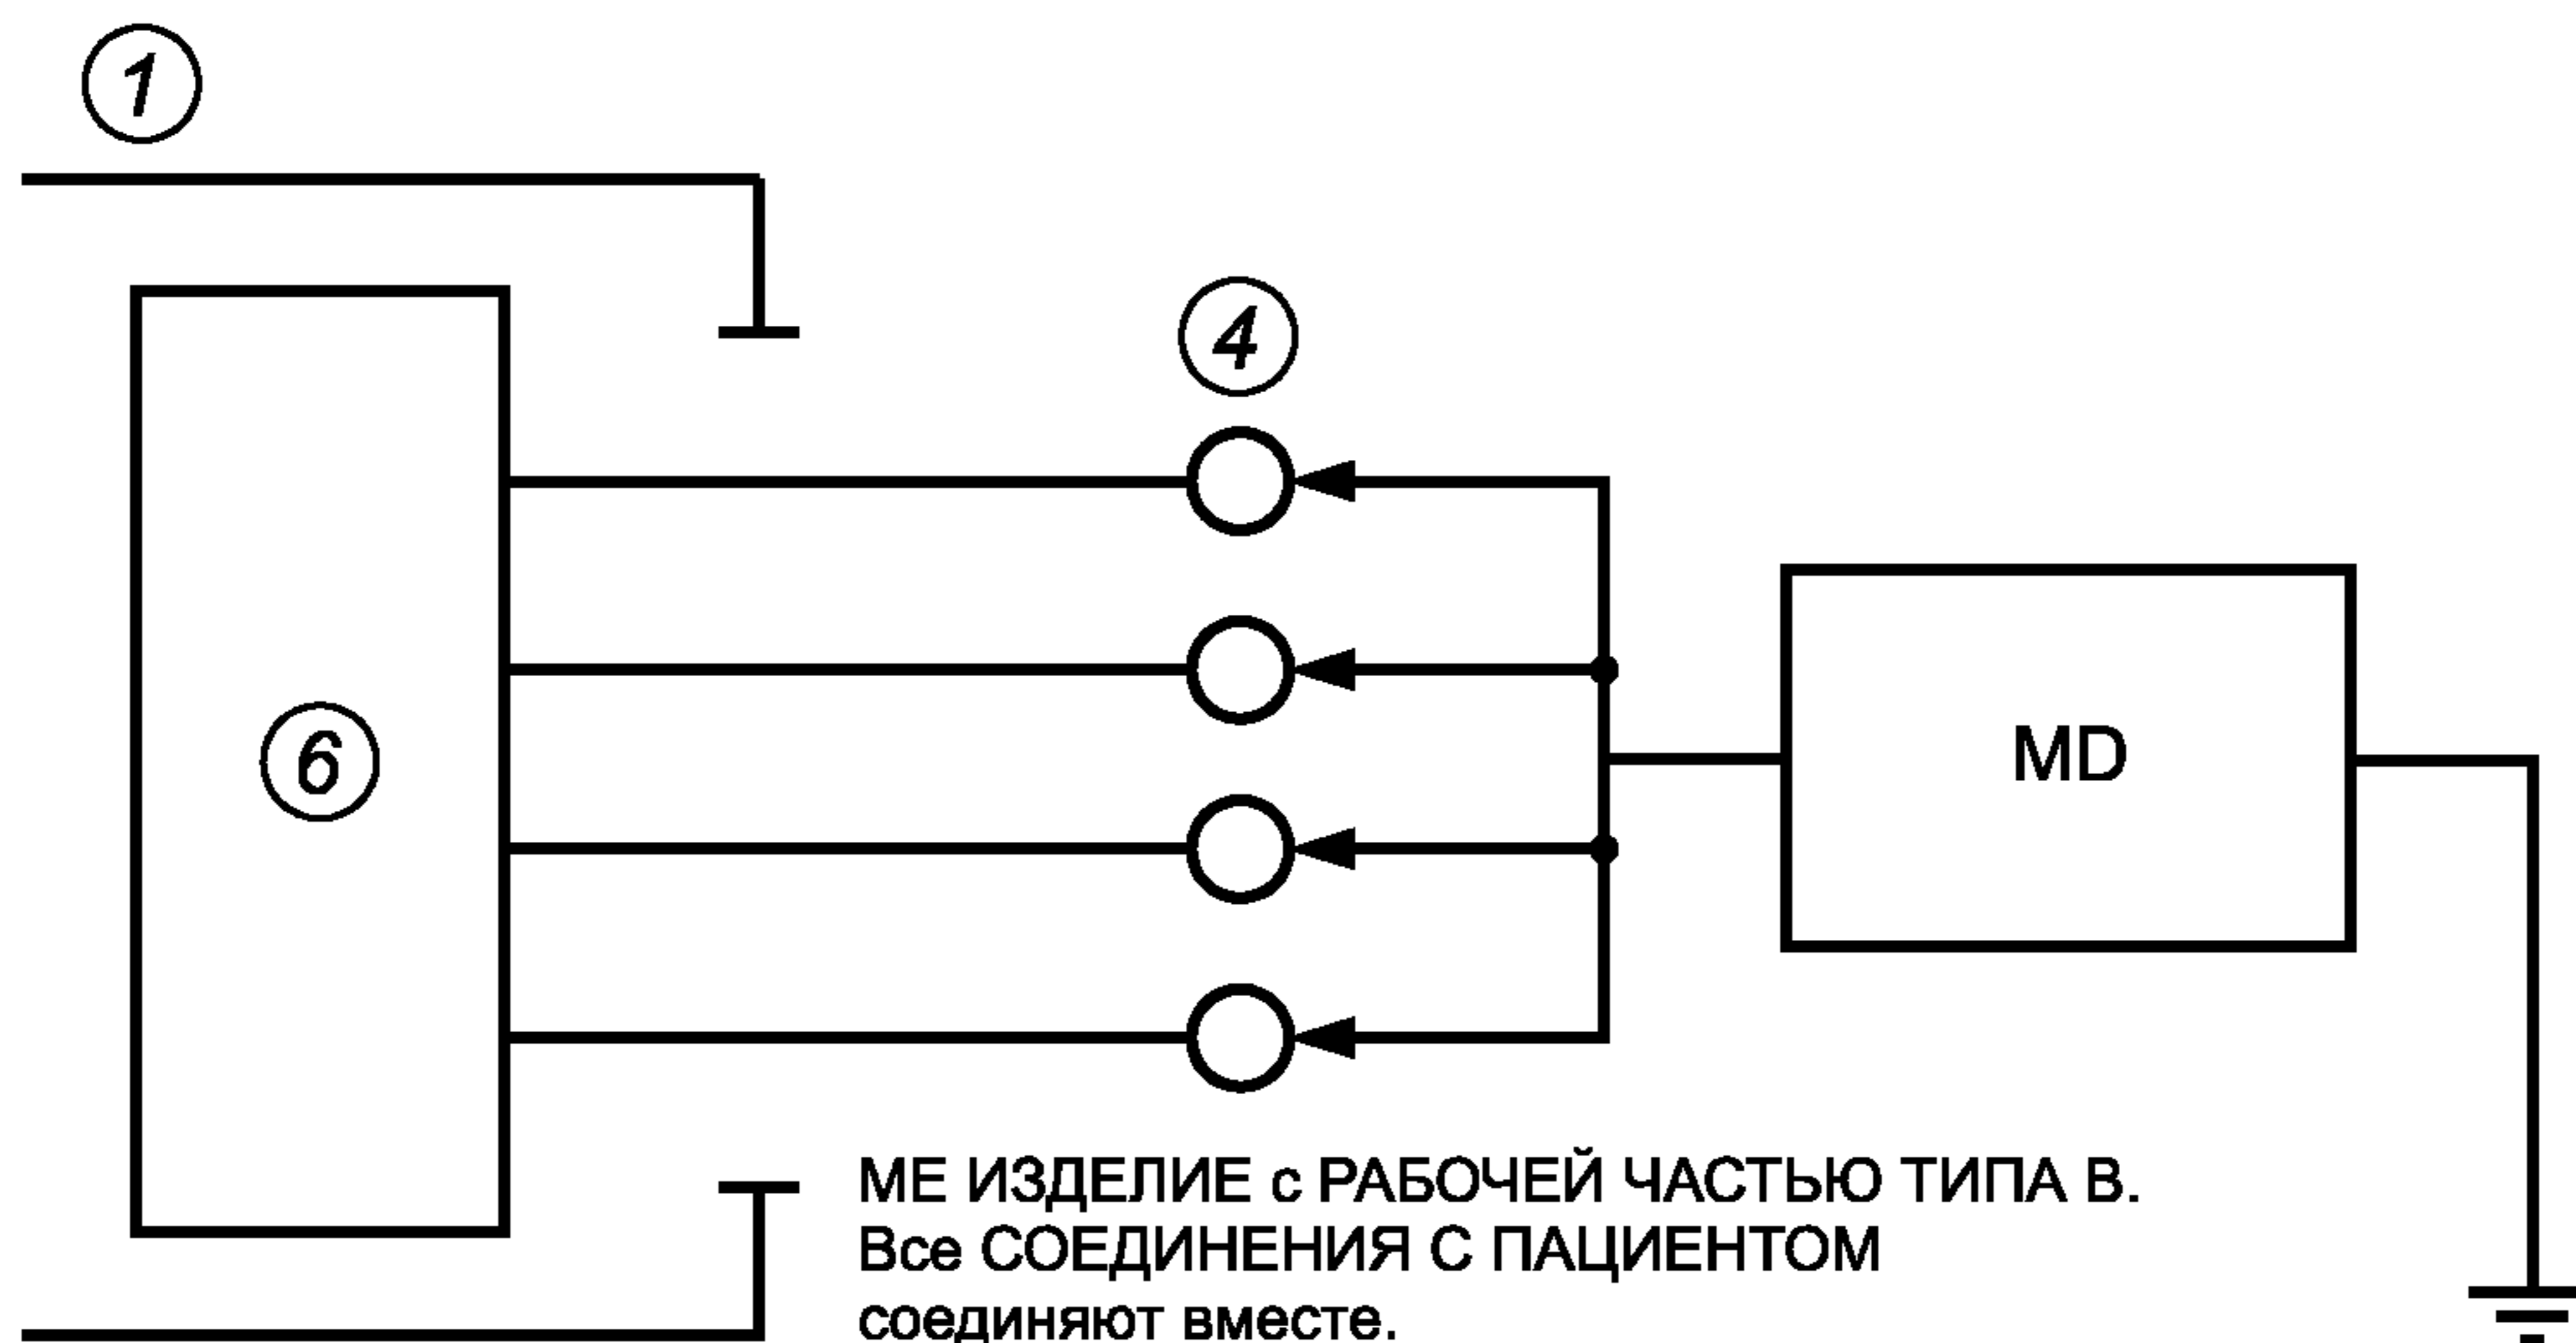 1
4
6
MD
МЕ ИЗДЕЛИЕ с РАБОЧЕЙ ЧАСТЬЮ ТИПА В.
Все СОЕДИНЕНИЯ С ПАЦИЕНТОМ
соединяют вместе.